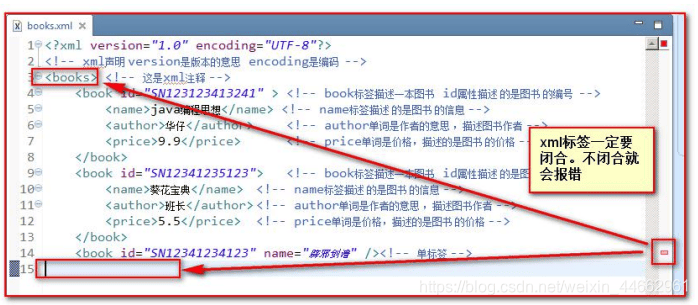 books.xml
1 <?xml version="1.0" encoding="UTF-8"?>
2 <!-- xml声明 version是版本的意思 encoding是编码 -->
3 <books> <!-- 这是xml注释 -->
4 <book id="SN123123413241" > <!-- book标签描述一本图书 id属性描述的是图书的编号 -->
5 <name>java编程思想</name> <!-- name标签描述的是图书的信息 -->
6 <author>华仔</author> <!-- author单词是作者的意思 ，描述图书作者 -->
7 <price>9.9</price> <!-- price单词是价格，描述的是图书的价格 -->
8 </book>
9 <book id="SN12341235123"> <!-- book标签描述一本图书 id属性描述的是图
10 <name>葵花宝典</name> <!-- name标签描述的是图书的信息 -->
11 <author>班长</author> <!-- author单词是作者的意思 ，描述图书作者 -->
12 <price>5.5</price> <!-- price单词是价格，描述的是图书的价格 -->
13 </book>
14 <book id="SN12341234123" name="辟邪剑谱" /><!-- 单标签 -->
15
xml标签一定要
闭合。不闭合就
会报错
https://blog.csdn.net/weixin_44662961